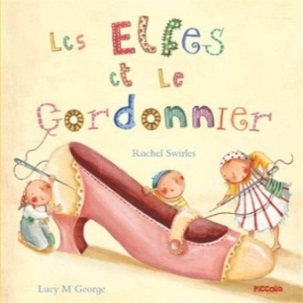 Les Elfes
et Le
Cordonnier
Rachel Swirles
Lucy M George
Piccolia